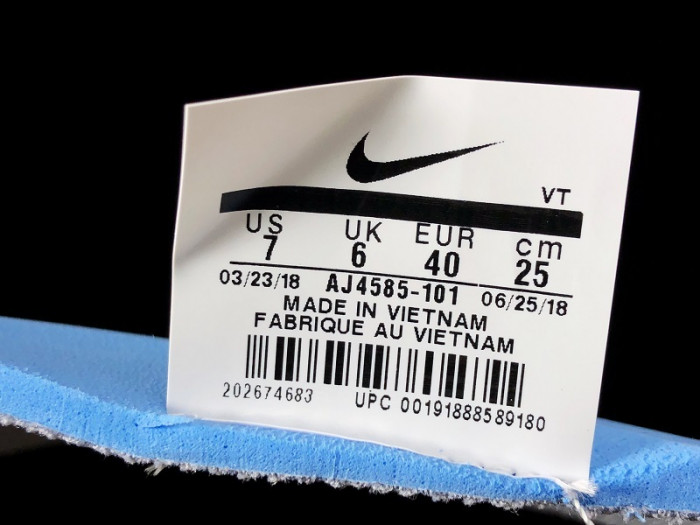 VT
US UK EUR cm
7 6 40 25
03/23/18 AJ4585-101 06/25/18
MADE IN VIETNAM
FABRIQUE AU VIETNAM
202674683 UPC 00191888589180